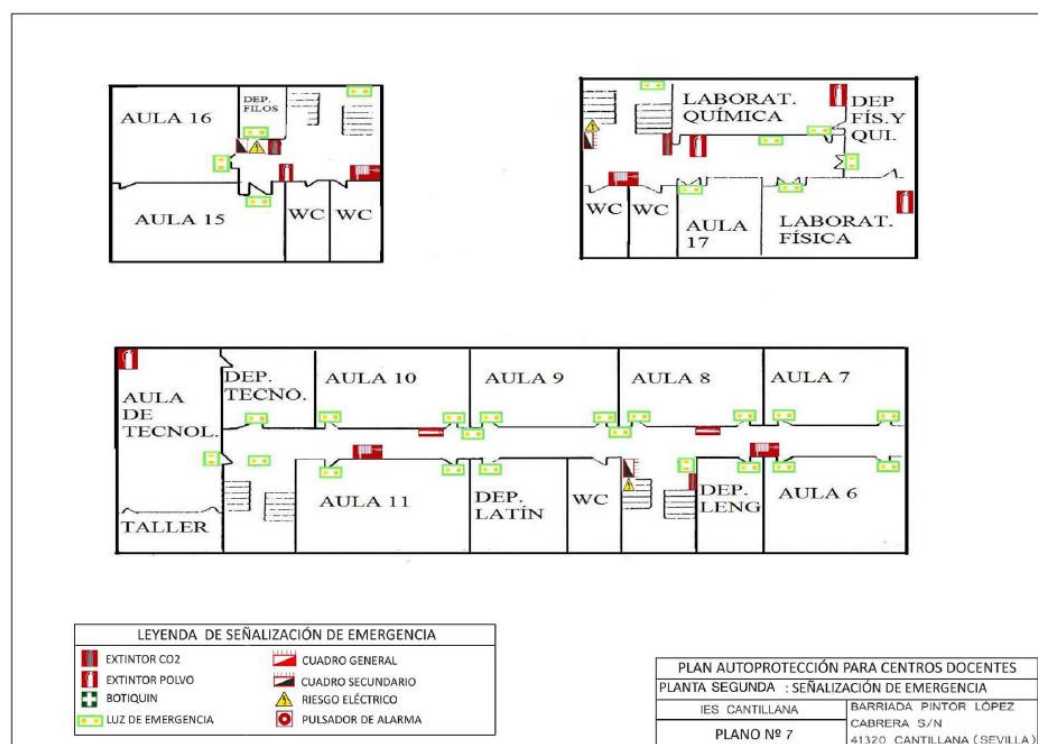 AULA 16
DEP.
FILOS
AULA 15
WC
WC
LABORAT.
QUÍMICA
DEP
FÍS.Y
QUI.
WC
WC
AULA
17
LABORAT.
FÍSICA
AULA
DE
TECNOL.
TALLER
DEP.
TECNO.
AULA 10
AULA 9
AULA 8
AULA 7
AULA 11
DEP.
LATÍN
WC
DEP.
LENG
AULA 6
LEYENDA DE SEÑALIZACIÓN DE EMERGENCIA
EXTINTOR CO2
EXTINTOR POLVO
BOTIQUIN
LUZ DE EMERGENCIA
CUADRO GENERAL
CUADRO SECUNDARIO
RIESGO ELÉCTRICO
PULSADOR DE ALARMA
PLAN AUTOPROTECCIÓN PARA CENTROS DOCENTES
PLANTA SEGUNDA : SEÑALIZACIÓN DE EMERGENCIA
IES CANTILLANA
PLANO Nº 7
BARRIADA PINTOR LÓPEZ
CABRERA S/N
41320 CANTILLANA (SEVILLA)